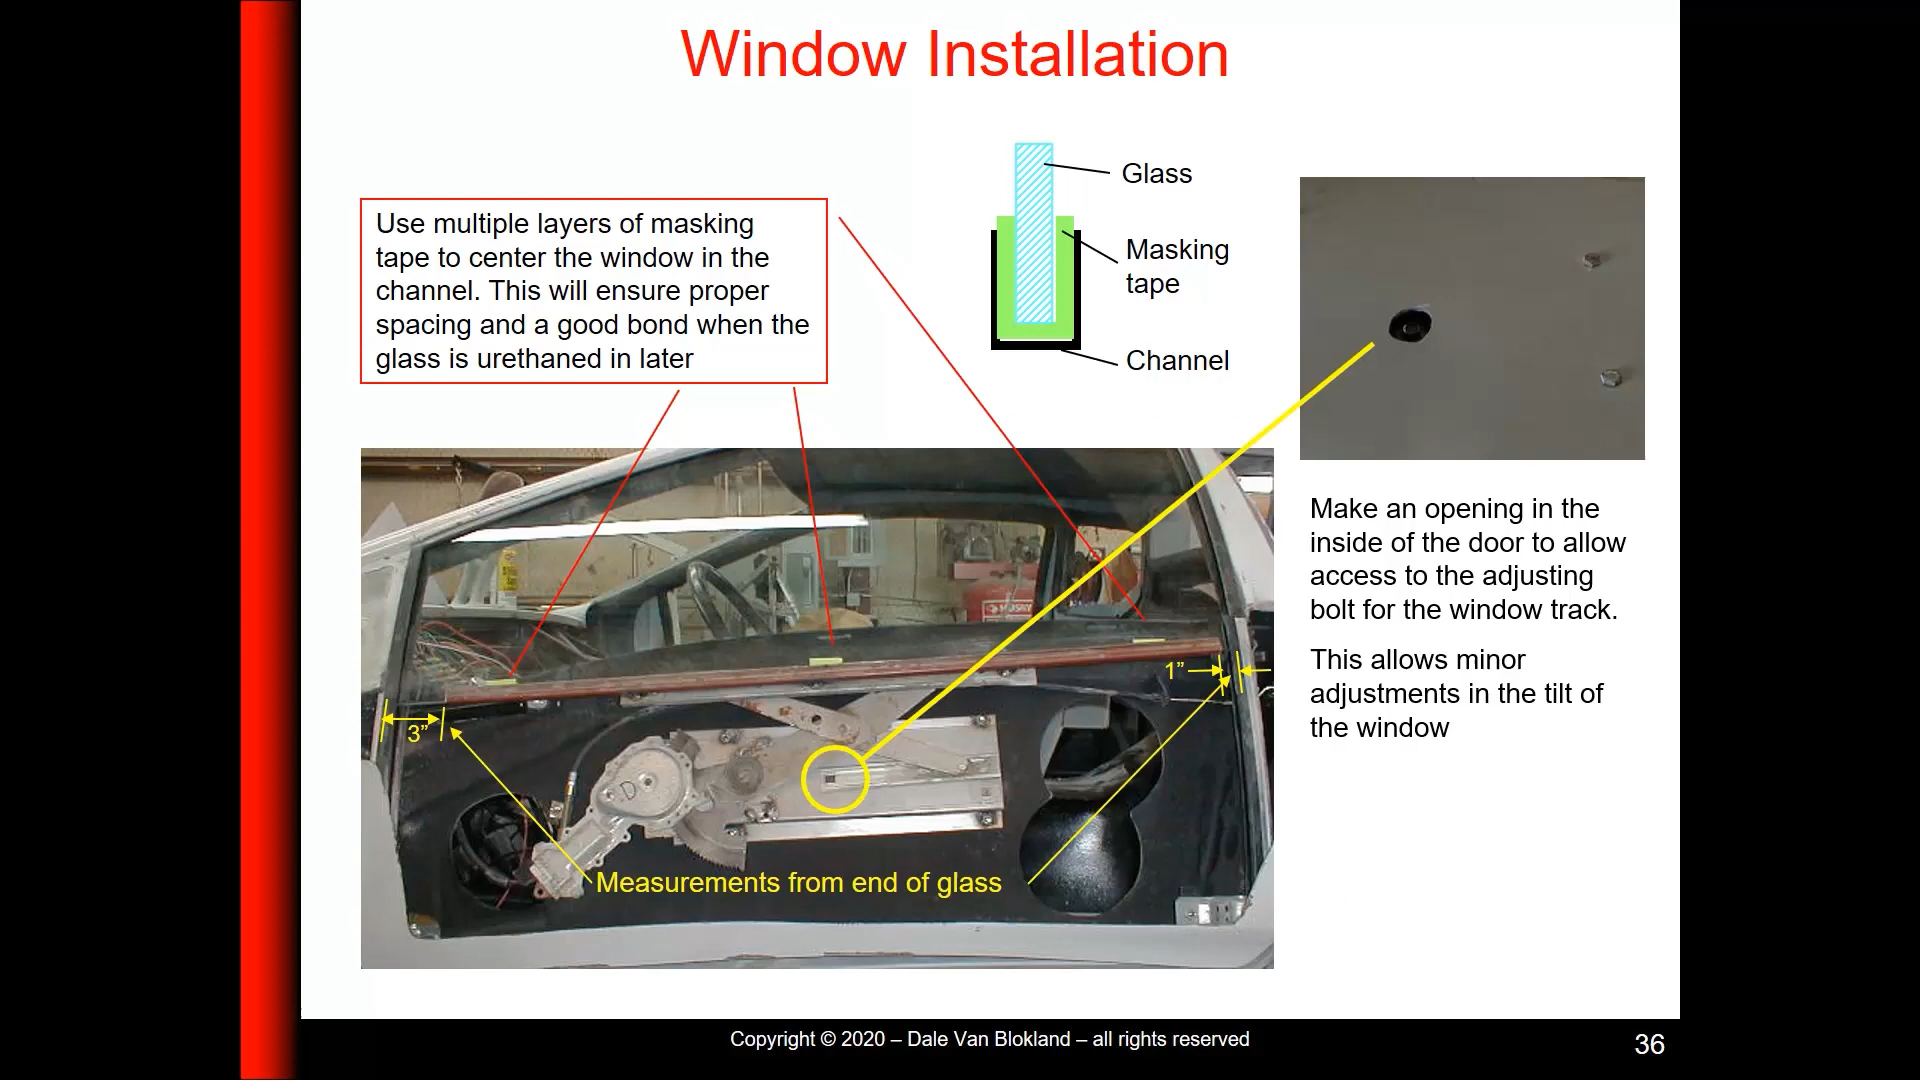 Window Installation
Use multiple layers of masking
tape to center the window in the
channel. This will ensure proper
spacing and a good bond when the
glass is urethaned in later
Glass
Masking
tape
Channel
Make an opening in the
inside of the door to allow
access to the adjusting
bolt for the window track.
This allows minor
adjustments in the tilt of
the window
1”
3”
D
Measurements from end of glass
Copyright © 2020 – Dale Van Blokland – all rights reserved
36